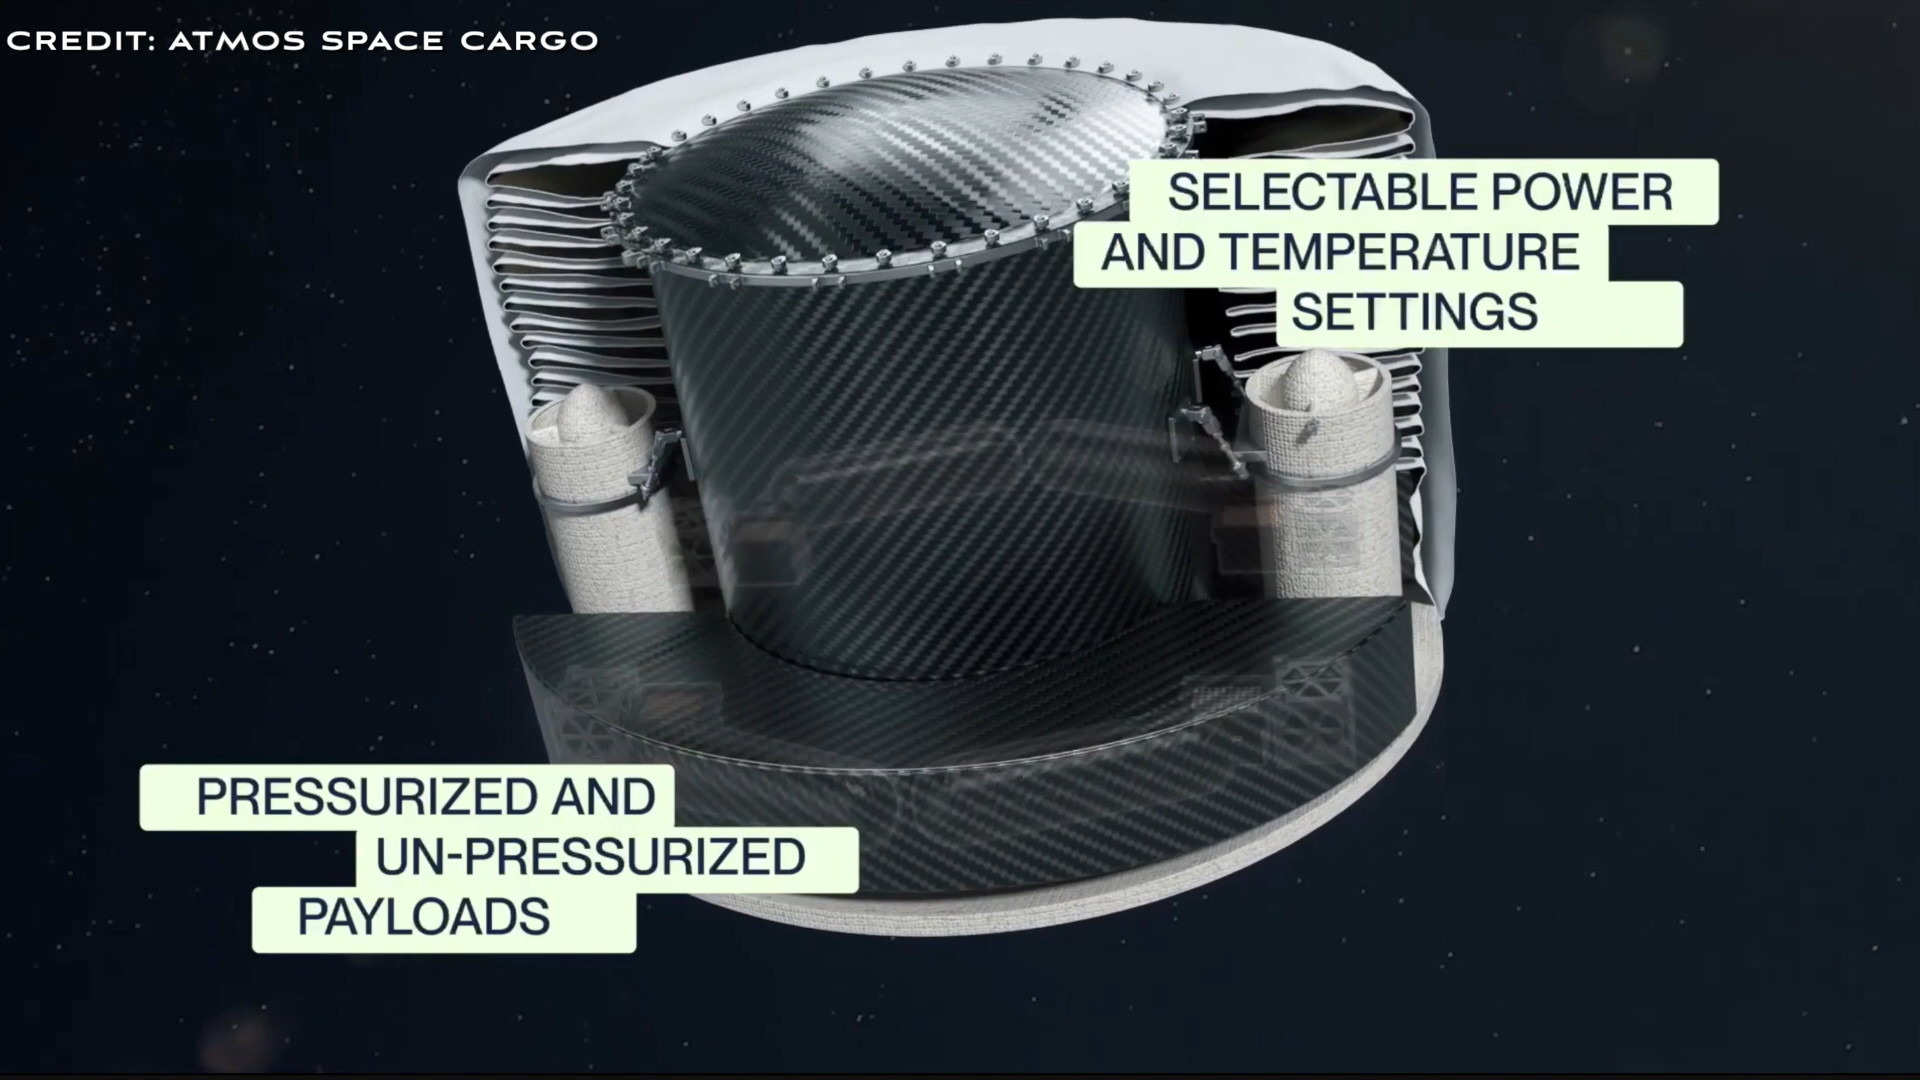 CREDIT: ATMOS SPACE CARGO
SELECTABLE POWER
AND TEMPERATURE
SETTINGS
PRESSURIZED AND
UN-PRESSURIZED
PAYLOADS